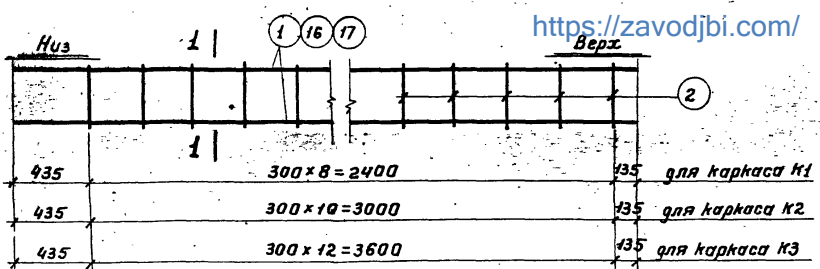 https://zavodjbi.com/
Низ 1 1 16 17 Верх
2
1
435 300×8=2400 135 для каркаса К1
435 300×10=3000 135 для каркаса К2
435 300×12=3600 135 для каркаса К3